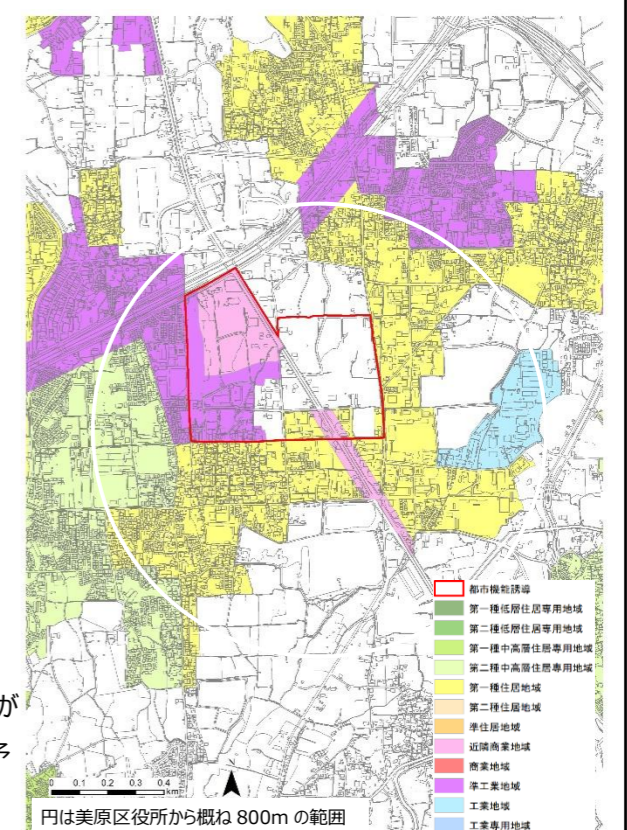 都市機能誘導
第一種低層住居専用地域
第二種低層住居専用地域
第一種中高層住居専用地域
第二種中高層住居専用地域
第一種住居地域
第二種住居地域
準住居地域
近隣商業地域
商業地域
準工業地域
工業地域
工業専用地域
が
0 0.1 0.2 0.3 0.4
km
円は美原区役所から概ね 800m の範囲